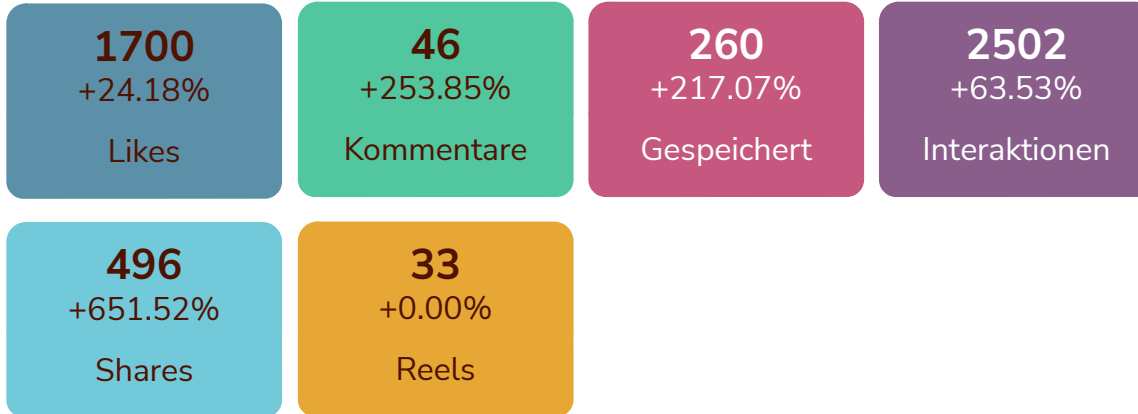 1700
+24.18%
Likes
46
+253.85%
Kommentare
260
+217.07%
Gespeichert
2502
+63.53%
Interaktionen
496
+651.52%
Shares
33
+0.00%
Reels